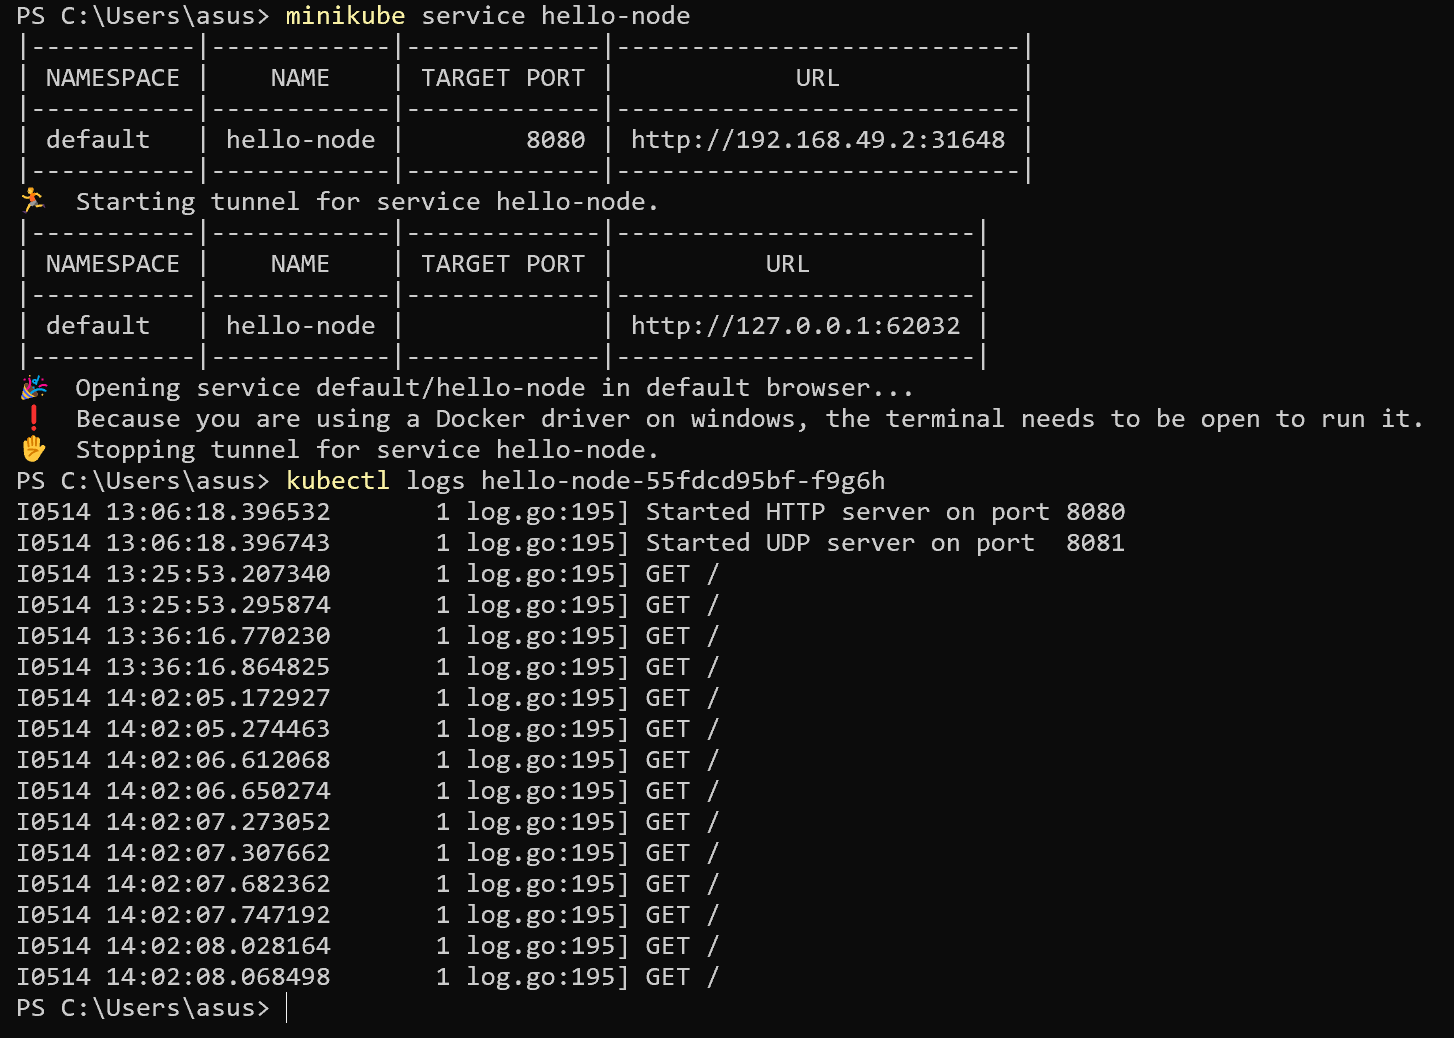 PS C:\Users\asus> minikube service hello-node
|-----------|------------|-------------|---------------------------|
| NAMESPACE |    NAME    | TARGET PORT |            URL            |
|-----------|------------|-------------|---------------------------|
| default   | hello-node |        8080 | http://192.168.49.2:31648 |
|-----------|------------|-------------|---------------------------|
🏃  Starting tunnel for service hello-node.
|-----------|------------|-------------|------------------------|
| NAMESPACE |    NAME    | TARGET PORT |          URL           |
|-----------|------------|-------------|------------------------|
| default   | hello-node |             | http://127.0.0.1:62032 |
|-----------|------------|-------------|------------------------|
🎉  Opening service default/hello-node in default browser...
❗  Because you are using a Docker driver on windows, the terminal needs to be open to run it.
✋  Stopping tunnel for service hello-node.
PS C:\Users\asus> kubectl logs hello-node-55fdcd95bf-f9g6h
I0514 13:06:18.396532       1 log.go:195] Started HTTP server on port 8080
I0514 13:06:18.396743       1 log.go:195] Started UDP server on port  8081
I0514 13:25:53.207340       1 log.go:195] GET /
I0514 13:25:53.295874       1 log.go:195] GET /
I0514 13:36:16.770230       1 log.go:195] GET /
I0514 13:36:16.864825       1 log.go:195] GET /
I0514 14:02:05.172927       1 log.go:195] GET /
I0514 14:02:05.274463       1 log.go:195] GET /
I0514 14:02:06.612068       1 log.go:195] GET /
I0514 14:02:06.650274       1 log.go:195] GET /
I0514 14:02:07.273052       1 log.go:195] GET /
I0514 14:02:07.307662       1 log.go:195] GET /
I0514 14:02:07.682362       1 log.go:195] GET /
I0514 14:02:07.747192       1 log.go:195] GET /
I0514 14:02:08.028164       1 log.go:195] GET /
I0514 14:02:08.068498       1 log.go:195] GET /
PS C:\Users\asus>